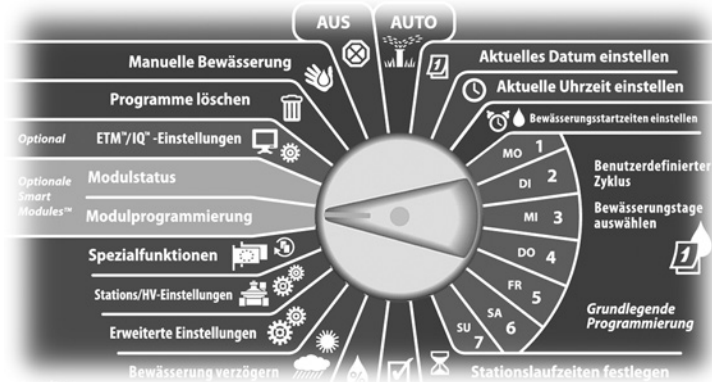 AUS
AUTO
Manuelle Bewässerung
Programme löschen
Optional
ETM™/IQ™ -Einstellungen
Optionale
Smart
Modules™
Modulstatus
Modulprogrammierung
Spezialfunktionen
Stations/HV-Einstellungen
Erweiterte Einstellungen
Bewässerung verzögern
%
Aktuelles Datum einstellen
1
Aktuelle Uhrzeit einstellen
Bewässerungsstartzeiten einstellen
MO 1
DI 2
MI 3
DO 4
FR 5
SA 6
SU 7
Benutzerdefinierter
Zyklus
Bewässerungstage
auswählen
1
Grundlegende
Programmierung
Stationslaufzeiten festlegen